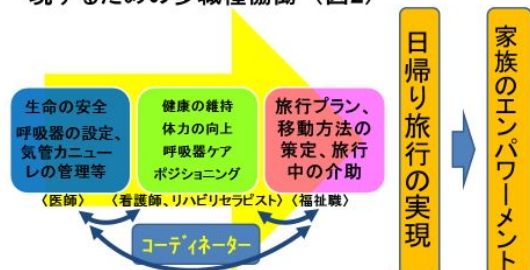 現するための多職種協働（図2）
生命の安全
呼吸器の設定、
気管カニュー
レの管理等
健康の維持
体力の向上
呼吸器ケア
ポジショニング
旅行プラン、
移動方法の
策定、旅行
中の介助
〈医師〉
〈看護師、リハビリセラピスト〉
〈福祉職〉
コーディネーター
日帰り旅行の実現
家族のエンパワーメント